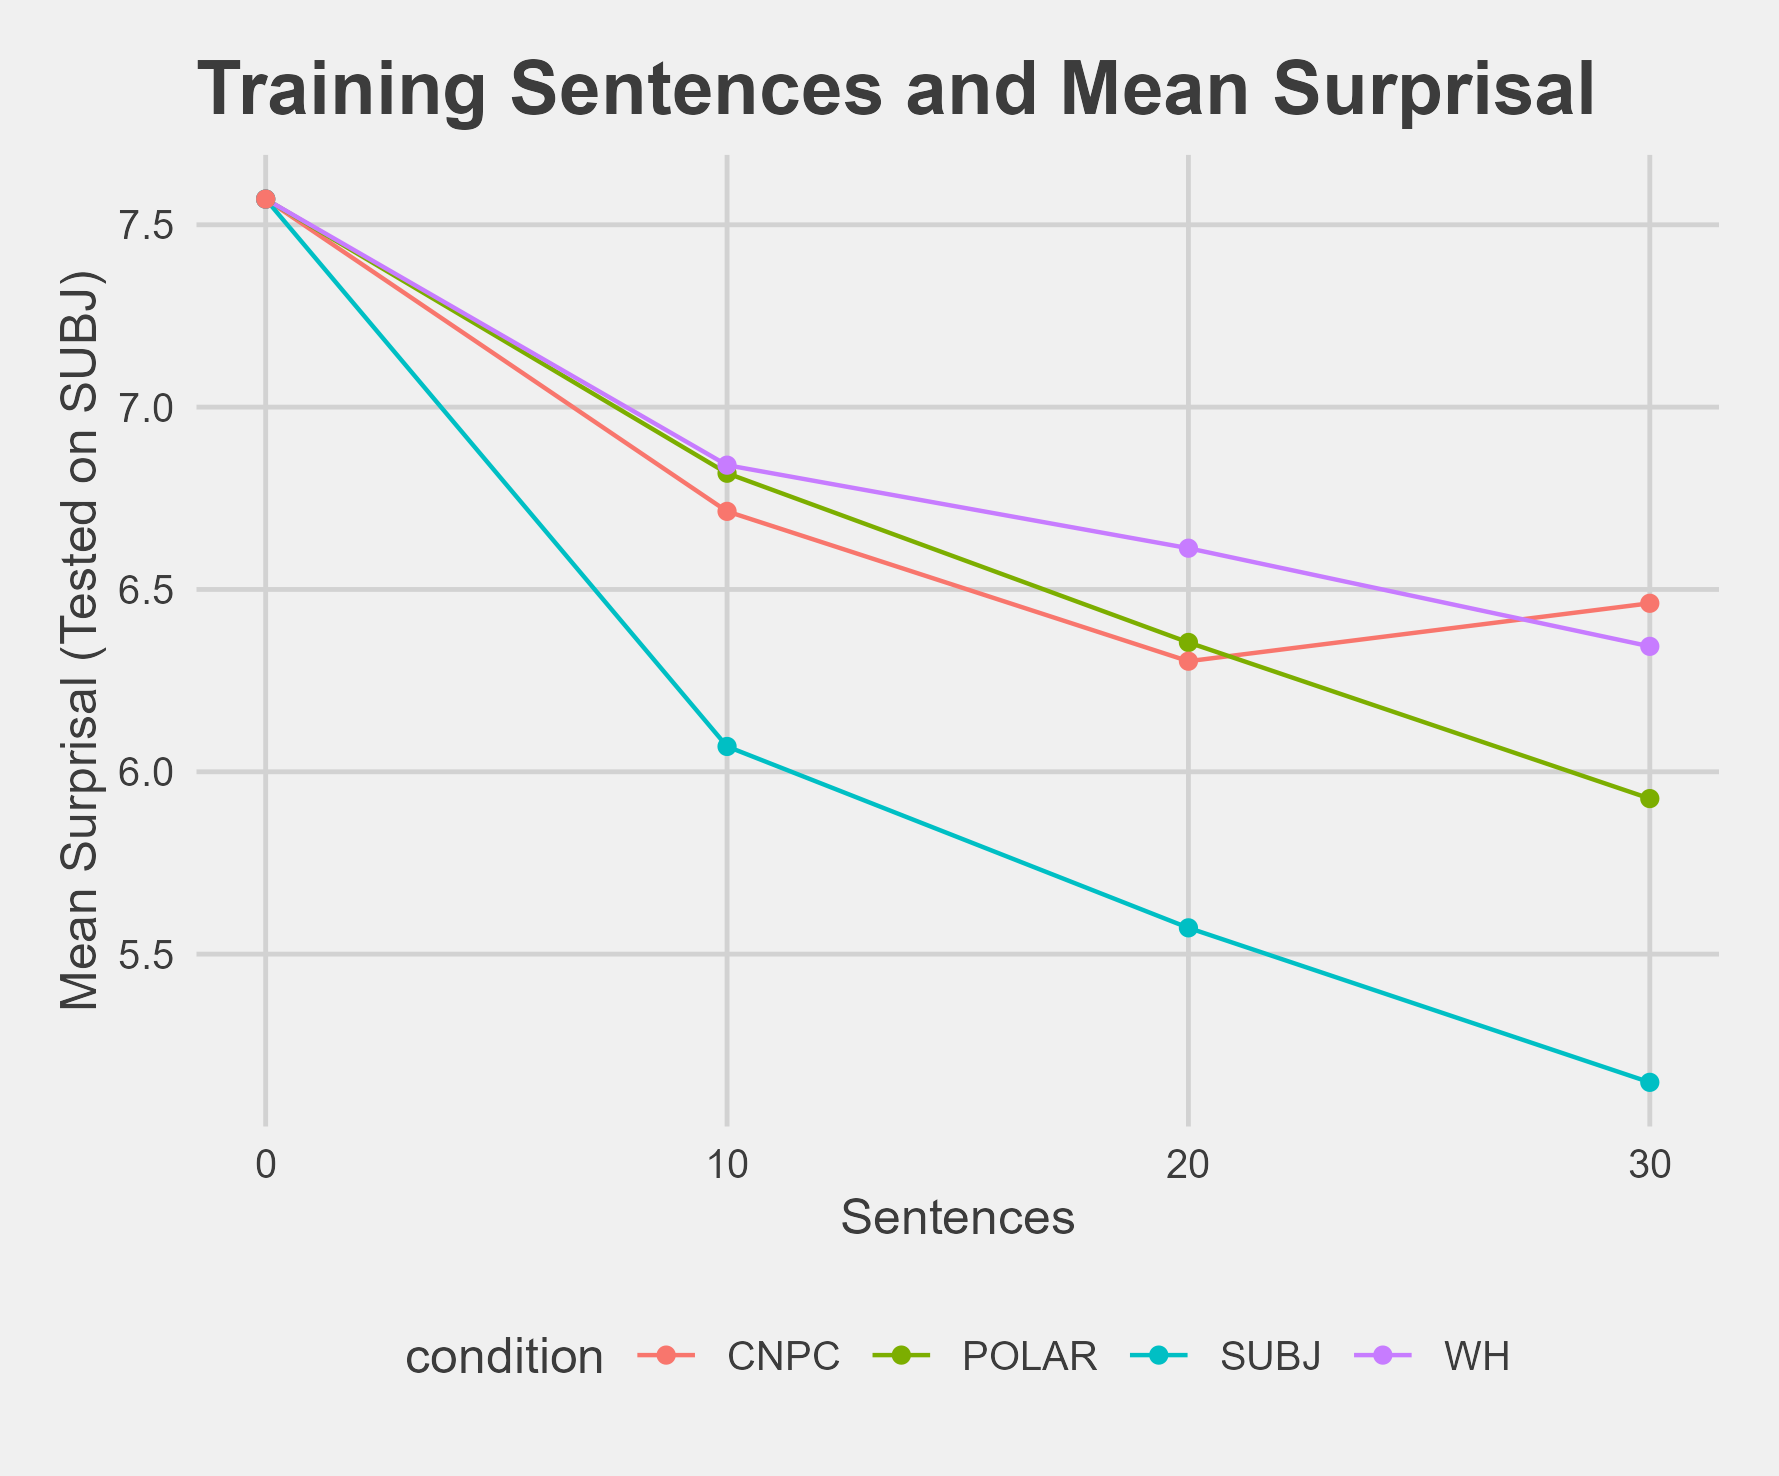 Training Sentences and Mean Surprisal
Mean Surprisal (Tested on SUBJ)
7.5
7.0
6.5
6.0
5.5
0 10 20 30
Sentences
condition CNPC POLAR SUBJ WH